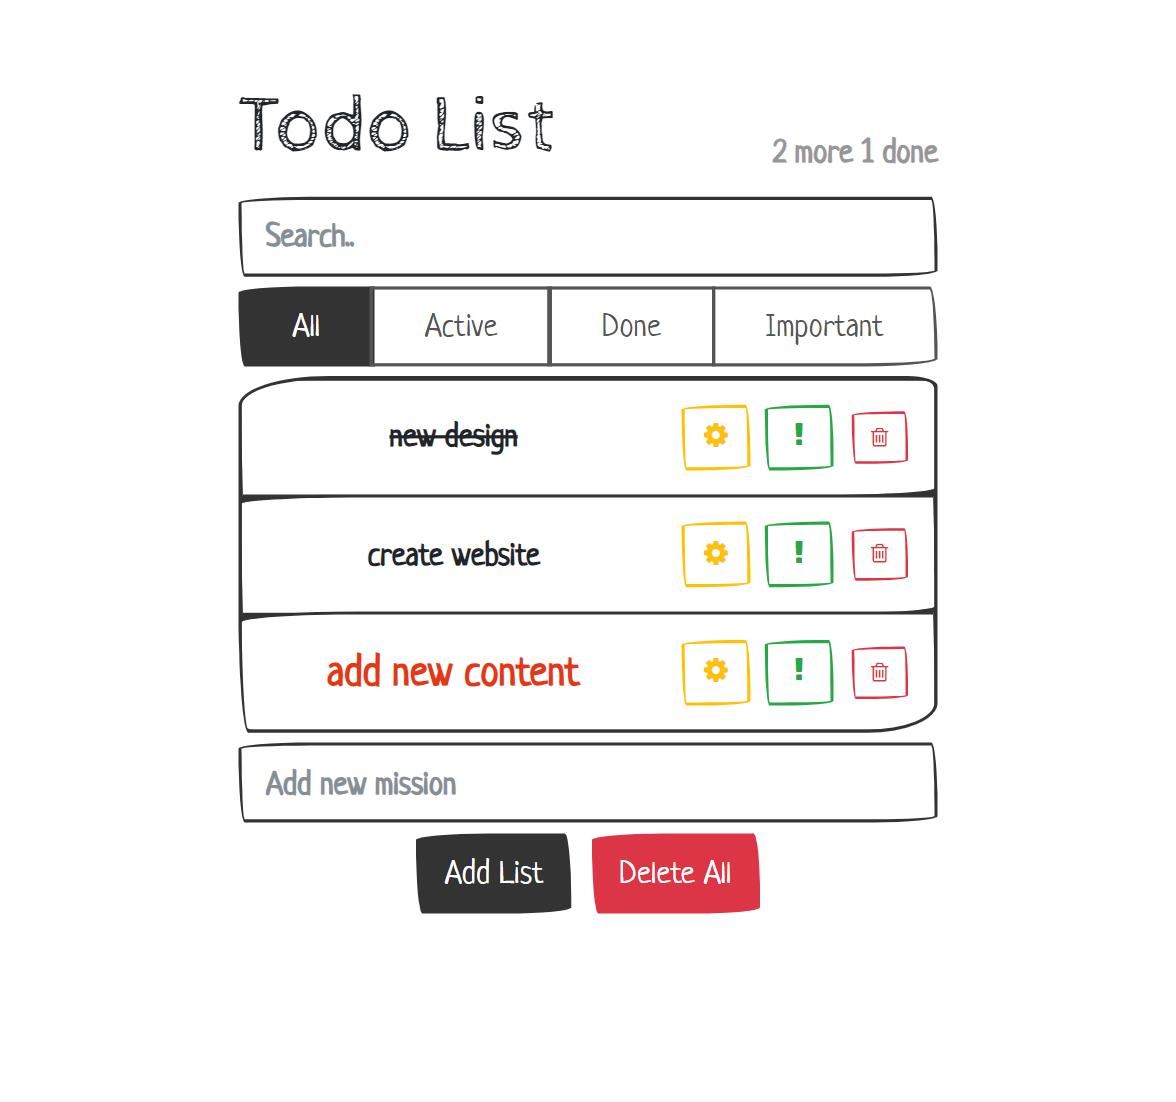 Todo List
2 more 1 done
Search..
All Active Done Important
new design
!
create website
!
add new content
!
Add new mission
Add List Delete All